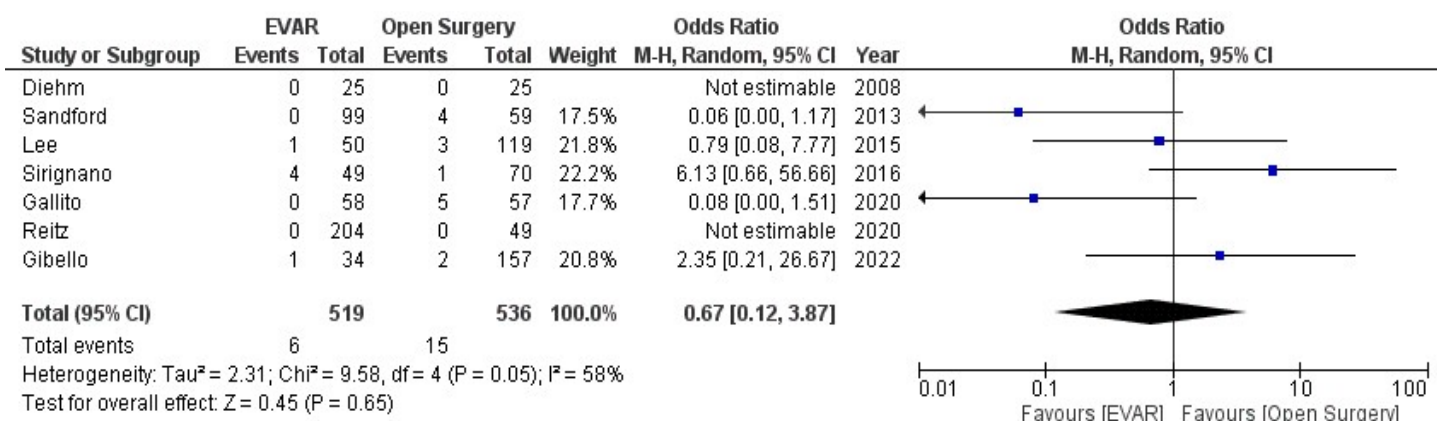 EVAR Open Surgery Odds Ratio Odds Ratio
Study or Subgroup Events Total Events Total Weight M-H, Random, 95% CI Year M-H, Random, 95% CI
Diehm 0 25 0 25 Not estimable 2008
Sandford 0 99 4 59 17.5% 0.06 [0.00, 1.17] 2013
Lee 1 50 3 119 21.8% 0.79 [0.08, 7.77] 2015
Sirignano 4 49 1 70 22.2% 6.13 [0.66, 56.66] 2016
Gallito 0 58 5 57 17.7% 0.08 [0.00, 1.51] 2020
Reitz 0 204 0 49 Not estimable 2020
Gibello 1 34 2 157 20.8% 2.35 [0.21, 26.67] 2022
Total (95% CI) 519 536 100.0% 0.67 [0.12, 3.87]
Total events 6 15
Heterogeneity: Tau² = 2.31; Chi² = 9.58, df = 4 (P = 0.05); I² = 58%
Test for overall effect: Z = 0.45 (P = 0.65)
0.01 0.1 1 10 100
Favours [EVAR] Favours [Open Surgery]